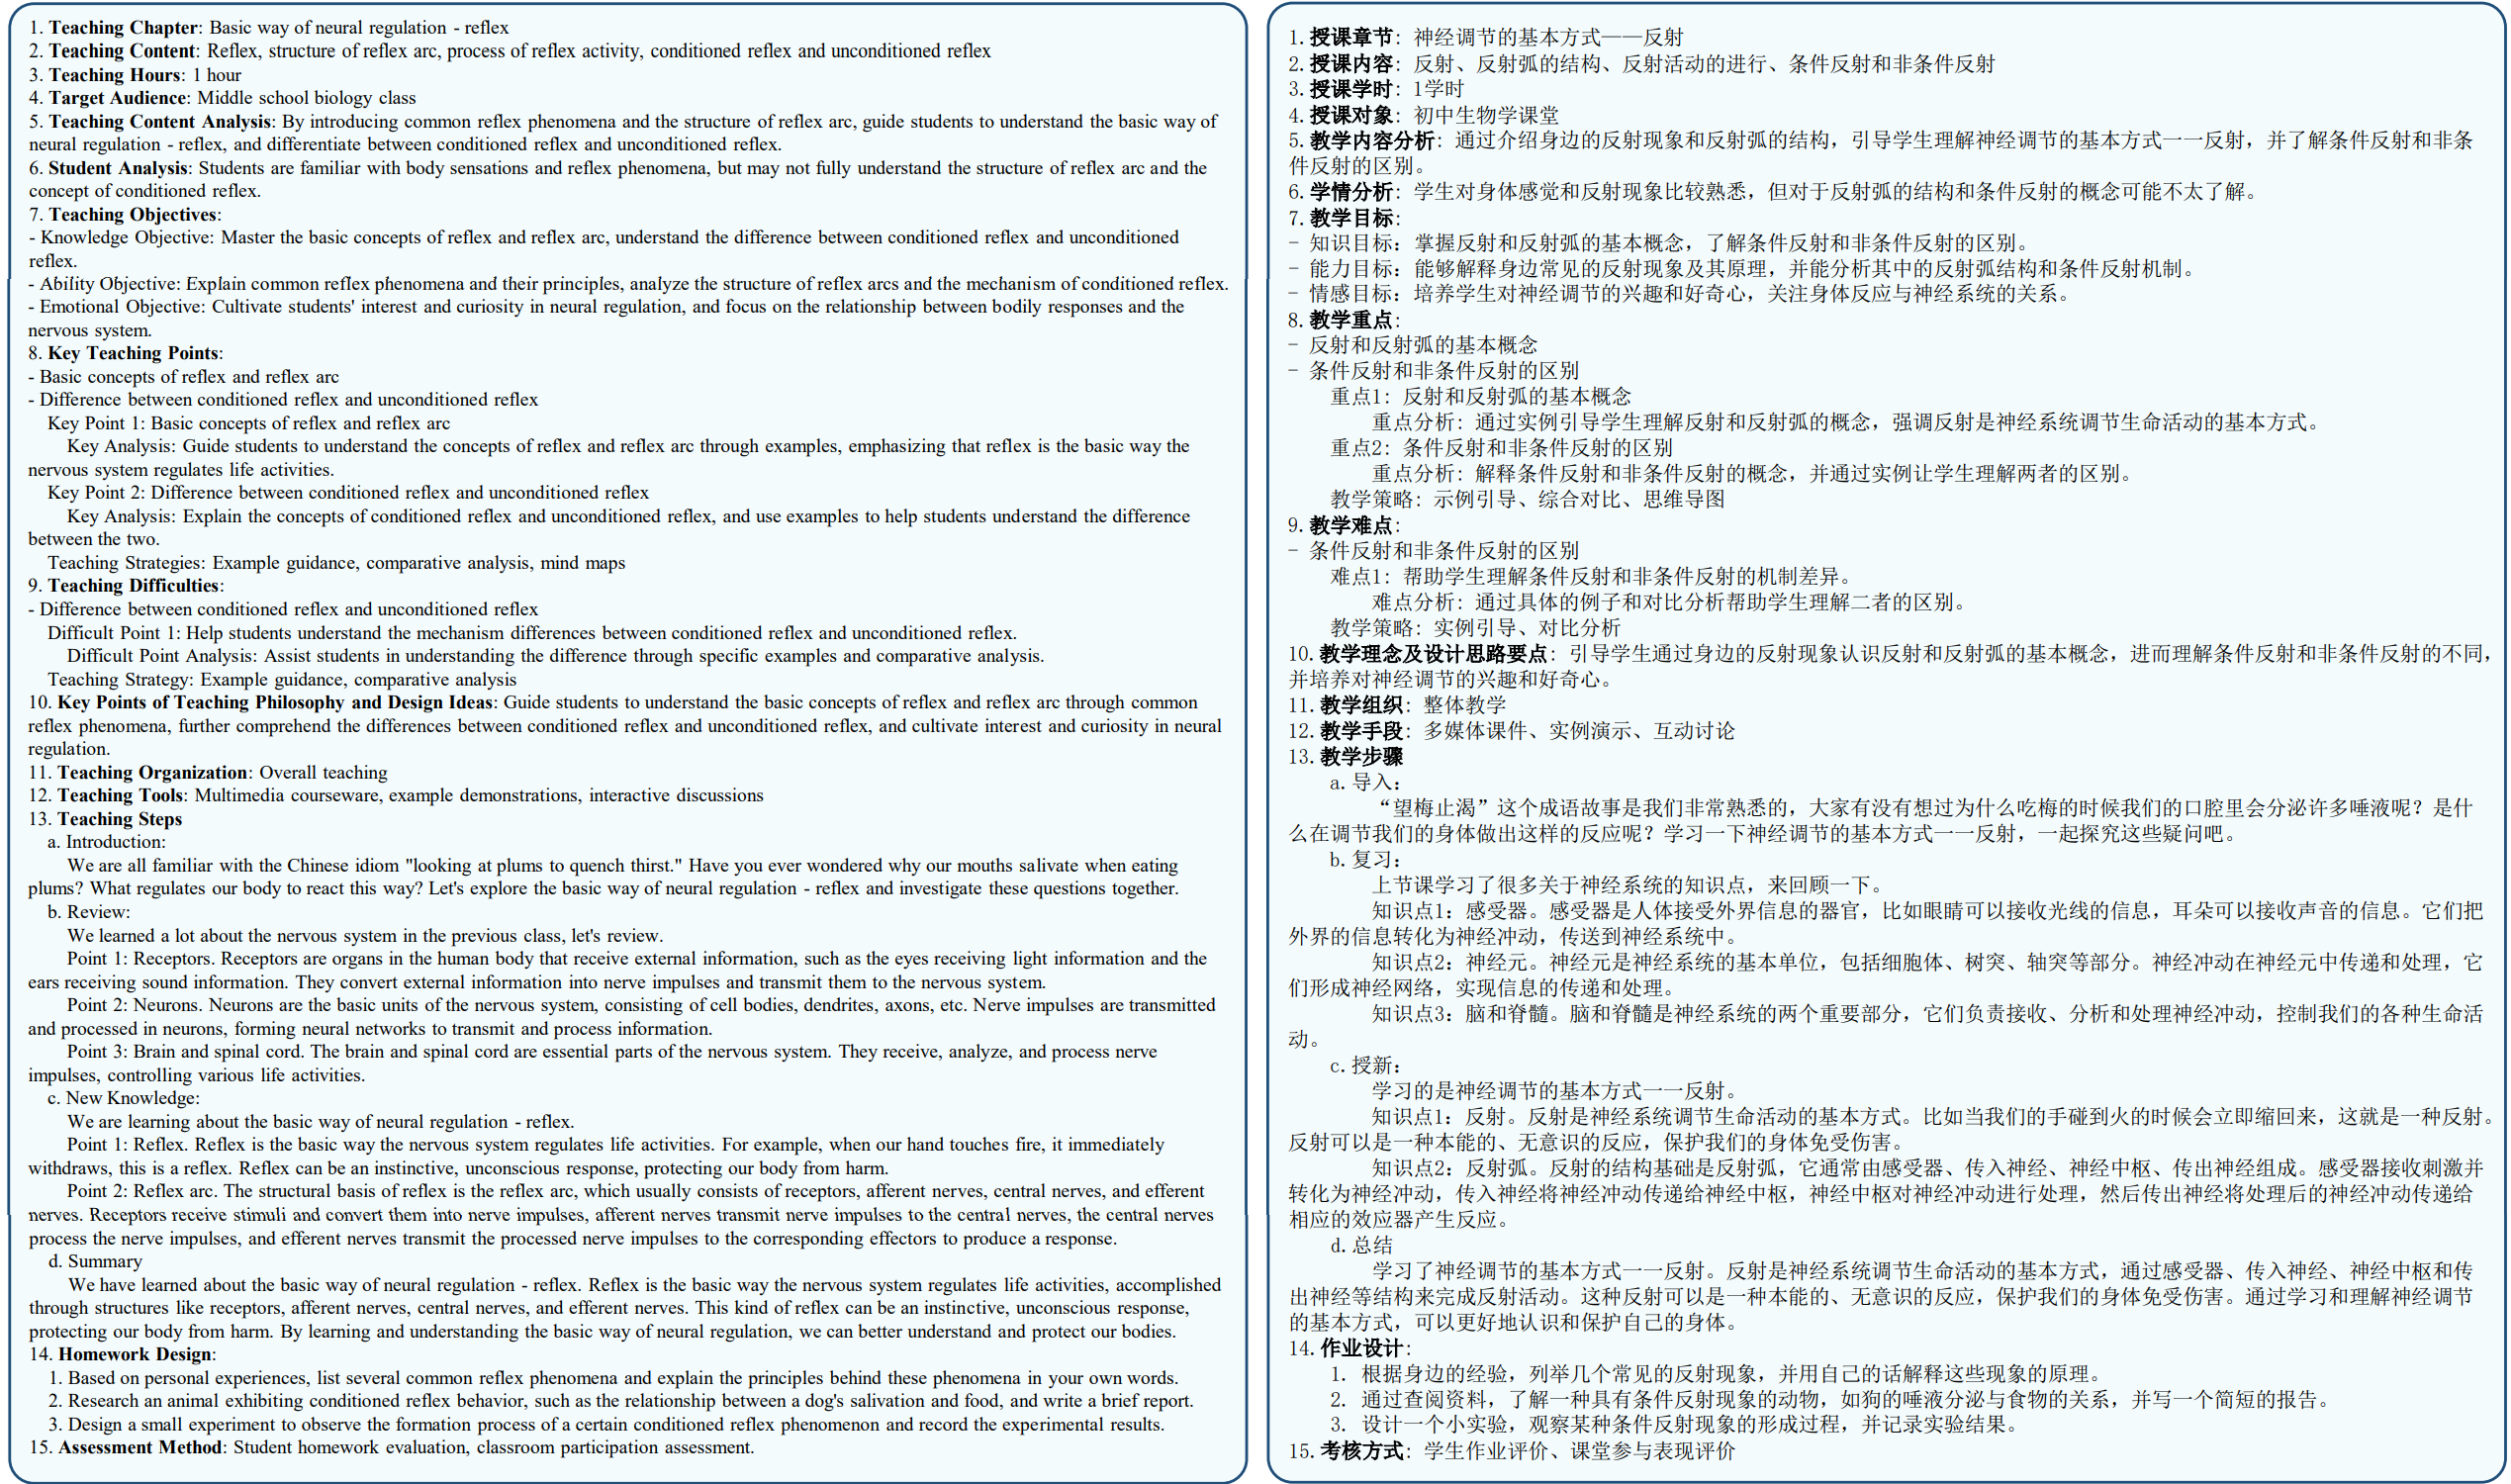 1. Teaching Chapter: Basic way of neural regulation - reflex
2. Teaching Content: Reflex, structure of reflex arc, process of reflex activity, conditioned reflex and unconditioned reflex
3. Teaching Hours: 1 hour
4. Target Audience: Middle school biology class
5. Teaching Content Analysis: By introducing common reflex phenomena and the structure of reflex arc, guide students to understand the basic way of
neural regulation - reflex, and differentiate between conditioned reflex and unconditioned reflex.
6. Student Analysis: Students are familiar with body sensations and reflex phenomena, but may not fully understand the structure of reflex arc and the
concept of conditioned reflex.
7. Teaching Objectives:
- Knowledge Objective: Master the basic concepts of reflex and reflex arc, understand the difference between conditioned reflex and unconditioned
reflex.
- Ability Objective: Explain common reflex phenomena and their principles, analyze the structure of reflex arcs and the mechanism of conditioned reflex.
- Emotional Objective: Cultivate students' interest and curiosity in neural regulation, and focus on the relationship between bodily responses and the
nervous system.
8. Key Teaching Points:
- Basic concepts of reflex and reflex arc
- Difference between conditioned reflex and unconditioned reflex
Key Point 1: Basic concepts of reflex and reflex arc
Key Analysis: Guide students to understand the concepts of reflex and reflex arc through examples, emphasizing that reflex is the basic way the
nervous system regulates life activities.
Key Point 2: Difference between conditioned reflex and unconditioned reflex
Key Analysis: Explain the concepts of conditioned reflex and unconditioned reflex, and use examples to help students understand the difference
between the two.
Teaching Strategies: Example guidance, comparative analysis, mind maps
9. Teaching Difficulties:
- Difference between conditioned reflex and unconditioned reflex
Difficult Point 1: Help students understand the mechanism differences between conditioned reflex and unconditioned reflex.
Difficult Point Analysis: Assist students in understanding the difference through specific examples and comparative analysis.
Teaching Strategy: Example guidance, comparative analysis
10. Key Points of Teaching Philosophy and Design Ideas: Guide students to understand the basic concepts of reflex and reflex arc through common
reflex phenomena, further comprehend the differences between conditioned reflex and unconditioned reflex, and cultivate interest and curiosity in neural
regulation.
11. Teaching Organization: Overall teaching
12. Teaching Tools: Multimedia courseware, example demonstrations, interactive discussions
13. Teaching Steps
a. Introduction:
We are all familiar with the Chinese idiom "looking at plums to quench thirst." Have you ever wondered why our mouths salivate when eating
plums? What regulates our body to react this way? Let's explore the basic way of neural regulation - reflex and investigate these questions together.
b. Review:
We learned a lot about the nervous system in the previous class, let's review.
Point 1: Receptors. Receptors are organs in the human body that receive external information, such as the eyes receiving light information and the
ears receiving sound information. They convert external information into nerve impulses and transmit them to the nervous system.
Point 2: Neurons. Neurons are the basic units of the nervous system, consisting of cell bodies, dendrites, axons, etc. Nerve impulses are transmitted
and processed in neurons, forming neural networks to transmit and process information.
Point 3: Brain and spinal cord. The brain and spinal cord are essential parts of the nervous system. They receive, analyze, and process nerve
impulses, controlling various life activities.
c. New Knowledge:
We are learning about the basic way of neural regulation - reflex.
Point 1: Reflex. Reflex is the basic way the nervous system regulates life activities. For example, when our hand touches fire, it immediately
withdraws, this is a reflex. Reflex can be an instinctive, unconscious response, protecting our body from harm.
Point 2: Reflex arc. The structural basis of reflex is the reflex arc, which usually consists of receptors, afferent nerves, central nerves, and efferent
nerves. Receptors receive stimuli and convert them into nerve impulses, afferent nerves transmit nerve impulses to the central nerves, the central nerves
process the nerve impulses, and efferent nerves transmit the processed nerve impulses to the corresponding effectors to produce a response.
d. Summary
We have learned about the basic way of neural regulation - reflex. Reflex is the basic way the nervous system regulates life activities, accomplished
through structures like receptors, afferent nerves, central nerves, and efferent nerves. This kind of reflex can be an instinctive, unconscious response,
protecting our body from harm. By learning and understanding the basic way of neural regulation, we can better understand and protect our bodies.
14. Homework Design:
1. Based on personal experiences, list several common reflex phenomena and explain the principles behind these phenomena in your own words.
2. Research an animal exhibiting conditioned reflex behavior, such as the relationship between a dog's salivation and food, and write a brief report.
3. Design a small experiment to observe the formation process of a certain conditioned reflex phenomenon and record the experimental results.
15. Assessment Method: Student homework evaluation, classroom participation assessment.
1. 授课章节: 神经调节的基本方式——反射
2. 授课内容: 反射、反射弧的结构、反射活动的进行、条件反射和非条件反射
3. 授课学时: 1学时
4. 授课对象: 初中生物学课堂
5. 教学内容分析: 通过介绍身边的反射现象和反射弧的结构，引导学生理解神经调节的基本方式一一反射，并了解条件反射和非条
件反射的区别。
6. 学情分析: 学生对身体感觉和反射现象比较熟悉，但对于反射弧的结构和条件反射的概念可能不太了解。
7. 教学目标:
- 知识目标: 掌握反射和反射弧的基本概念，了解条件反射和非条件反射的区别。
- 能力目标: 能够解释身边常见的反射现象及其原理，并能分析其中的反射弧结构和条件反射机制。
- 情感目标: 培养学生对神经调节的兴趣和好奇心，关注身体反应与神经系统的关系。
8. 教学重点:
- 反射和反射弧的基本概念
- 条件反射和非条件反射的区别
重点1: 反射和反射弧的基本概念
重点分析: 通过实例引导学生理解反射和反射弧的概念，强调反射是神经系统调节生命活动的基本方式。
重点2: 条件反射和非条件反射的区别
重点分析: 解释条件反射和非条件反射的概念，并通过实例让学生理解两者的区别。
教学策略: 示例引导、综合对比、思维导图
9. 教学难点:
- 条件反射和非条件反射的区别
难点1: 帮助学生理解条件反射和非条件反射的机制差异。
难点分析: 通过具体的例子和对比分析帮助学生理解二者的区别。
教学策略: 实例引导、对比分析
10. 教学理念及设计思路要点: 引导学生通过身边的反射现象认识反射和反射弧的基本概念，进而理解条件反射和非条件反射的不同，
并培养对神经调节的兴趣和好奇心。
11. 教学组织: 整体教学
12. 教学手段: 多媒体课件、实例演示、互动讨论
13. 教学步骤
a. 导入:
“望梅止渴”这个成语故事是我们非常熟悉的，大家有没有想过为什么吃梅的时候我们的口腔里会分泌许多唾液呢？是什
么在调节我们的身体做出这样的反应呢？学习一下神经调节的基本方式一一反射，一起探究这些疑问吧。
b. 复习:
上节课学习了很多关于神经系统的知识点，来回顾一下。
知识点1: 感受器。感受器是人体接受外界信息的器官，比如眼睛可以接收光线的信息，耳朵可以接收声音的信息。它们把
外界的信息转化为神经冲动，传送到神经系统中。
知识点2: 神经元。神经元是神经系统的基本单位，包括细胞体、树突、轴突等部分。神经冲动在神经元中传递和处理，它
们形成神经网络，实现信息的传递和处理。
知识点3: 脑和脊髓。脑和脊髓是神经系统的两个重要部分，它们负责接收、分析和处理神经冲动，控制我们的各种生命活
动。
c. 授新:
学习的是神经调节的基本方式一一反射。
知识点1: 反射。反射是神经系统调节生命活动的基本方式。比如当我们的手碰到火的时候会立即缩回来，这就是一种反射。
反射可以是一种本能的、无意识的反应，保护我们的身体免受伤害。
知识点2: 反射弧。反射的结构基础是反射弧，它通常由感受器、传入神经、神经中枢、传出神经组成。感受器接收刺激并
转化为神经冲动，传入神经将神经冲动传递给神经中枢，神经中枢对神经冲动进行处理，然后传出神经将处理后的神经冲动传递给
相应的效应器产生反应。
d. 总结
学习了神经调节的基本方式一一反射。反射是神经系统调节生命活动的基本方式，通过感受器、传入神经、神经中枢和传
出神经等结构来完成反射活动。这种反射可以是一种本能的、无意识的反应，保护我们的身体免受伤害。通过学习和理解神经调节
的基本方式，可以更好地认识和保护自己的身体。
14. 作业设计:
1. 根据身边的经验，列举几个常见的反射现象，并用自己的话解释这些现象的原理。
2. 通过查阅资料，了解一种具有条件反射现象的动物，如狗的唾液分泌与食物的关系，并写一个简短的报告。
3. 设计一个小实验，观察某种条件反射现象的形成过程，并记录实验结果。
15. 考核方式: 学生作业评价、课堂参与表现评价